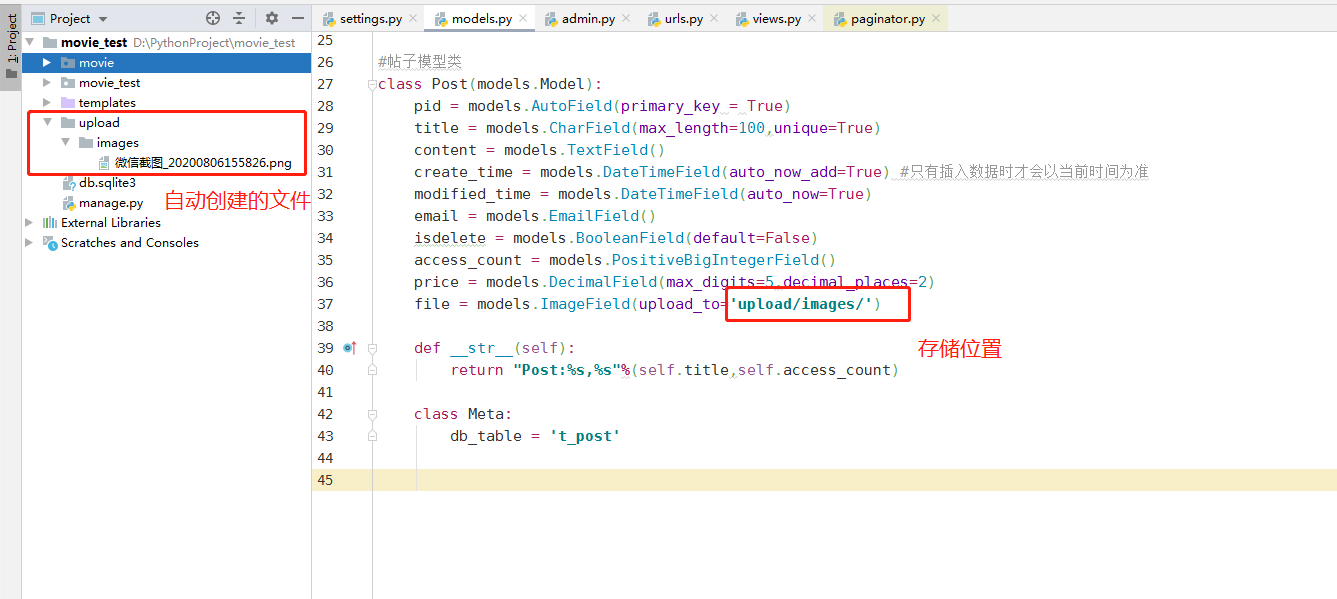 1: Project
Project
settings.py
models.py
admin.py
urls.py
views.py
paginator.py
movie_test D:\PythonProject\movie_test
movie
movie_test
templates
upload
images
微信截图_20200806155826.png
db.sqlite3
manage.py
External Libraries
Scratches and Consoles
自动创建的文件
25
26 #帖子模型类
27 class Post(models.Model):
28 pid = models.AutoField(primary_key = True)
29 title = models.CharField(max_length=100,unique=True)
30 content = models.TextField()
31 create_time = models.DateTimeField(auto_now_add=True) #只有插入数据时才会以当前时间为准
32 modified_time = models.DateTimeField(auto_now=True)
33 email = models.EmailField()
34 isdelete = models.BooleanField(default=False)
35 access_count = models.PositiveBigIntegerField()
36 price = models.DecimalField(max_digits=5,decimal_places=2)
37 file = models.ImageField(upload_to='upload/images/')
38
存储位置
39 def __str__(self):
40 return "Post:%s,%s"%(self.title,self.access_count)
41
42 class Meta:
43 db_table = 't_post'
44
45